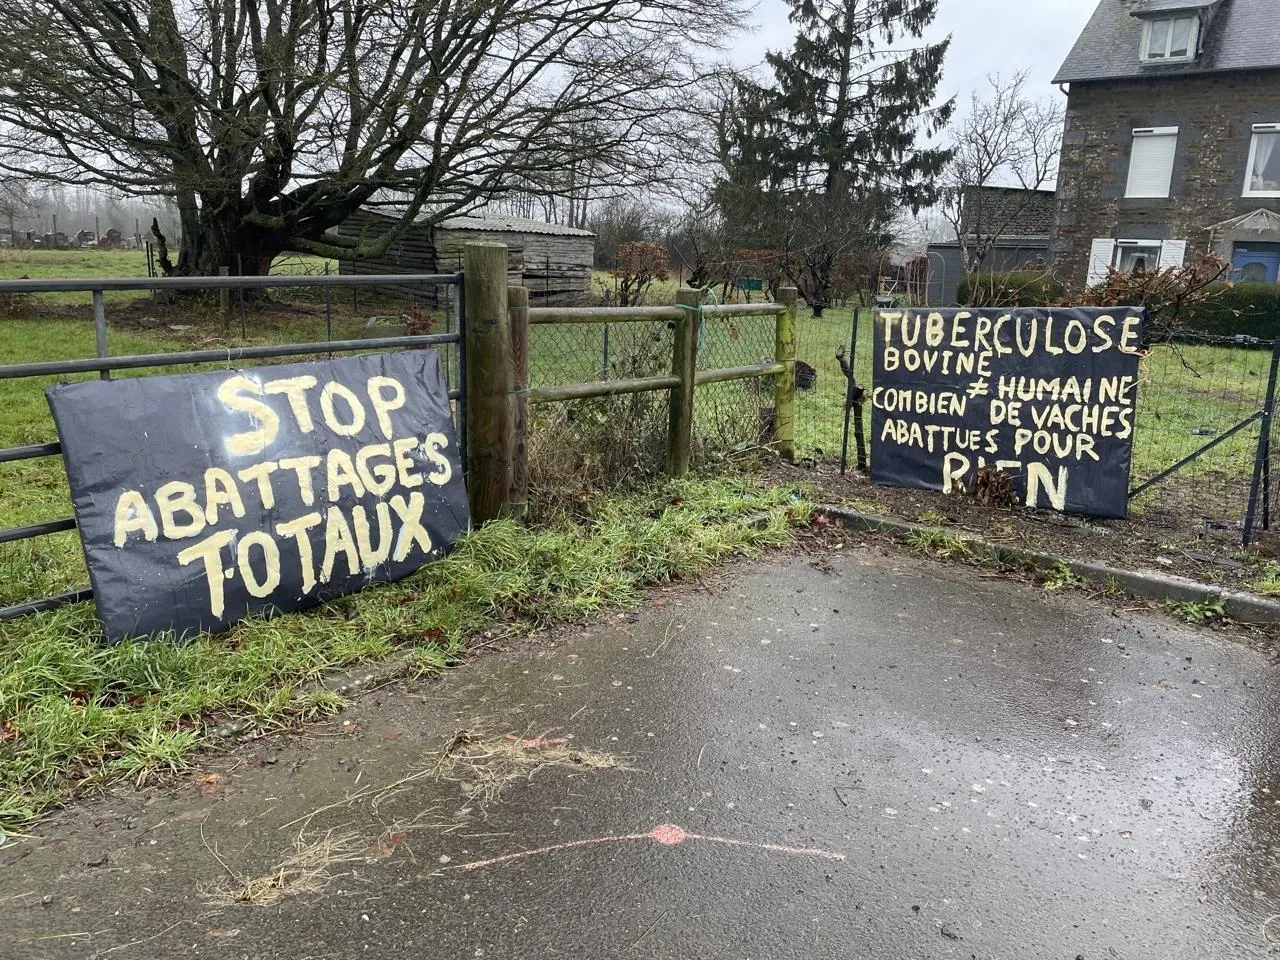 STOP
ABATTAGES
TOTAUX
TUBERCULOSE
BOVINE
≠ HUMAINE
COMBIEN DE VACHES
ABATTUES POUR
RIEN